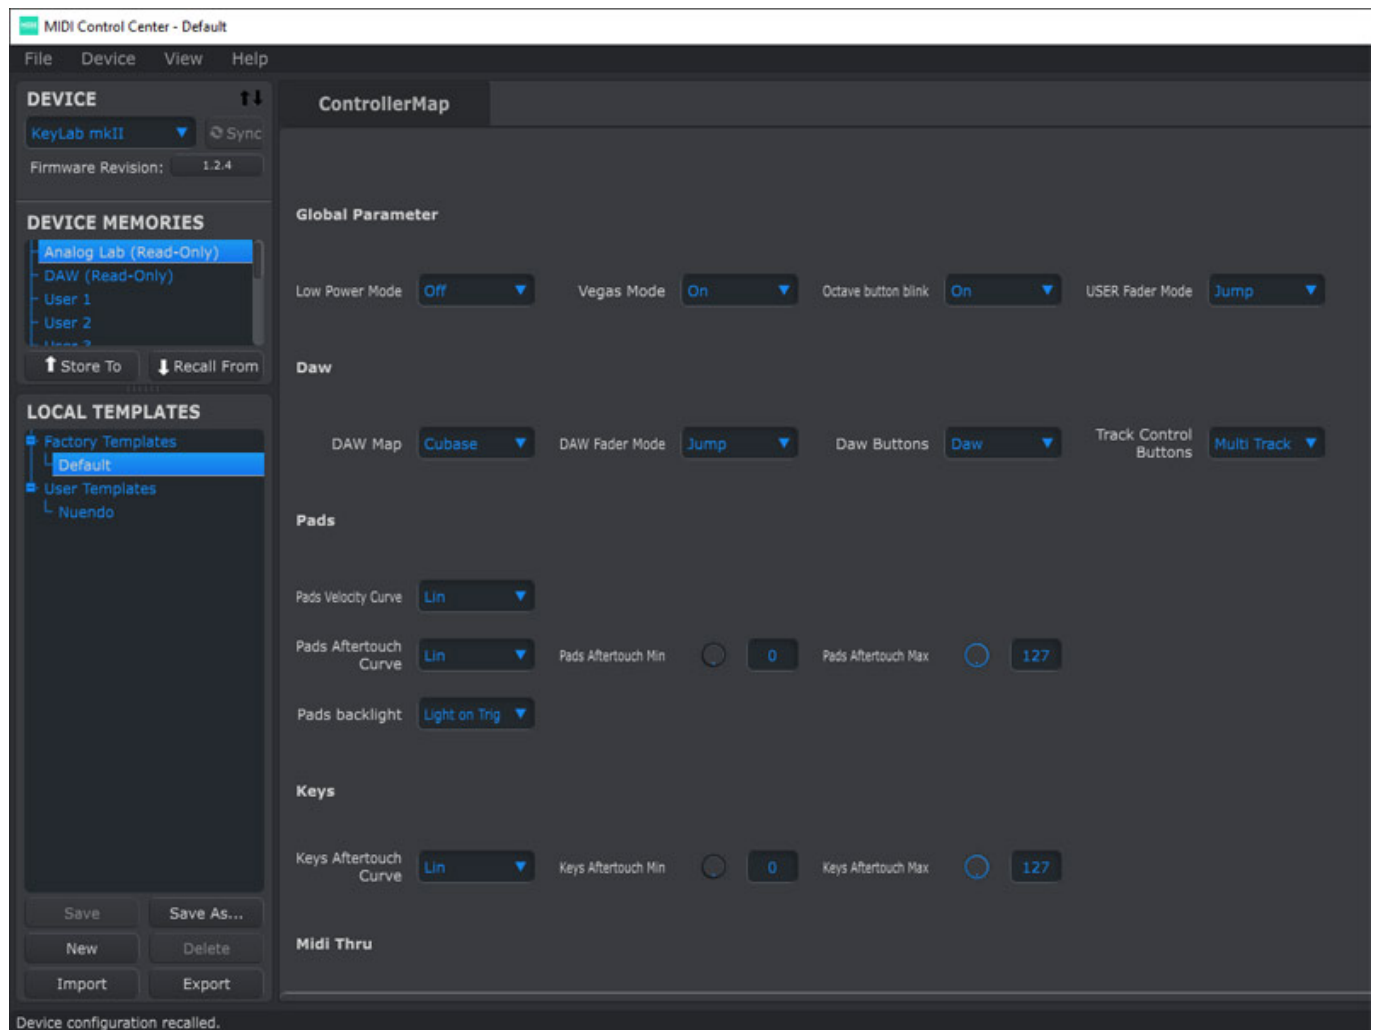 MIDI Control Center - Default
File Device View Help
DEVICE
KeyLab mkII Sync
Firmware Revision: 1.2.4
DEVICE MEMORIES
Analog Lab (Read-Only)
DAW (Read-Only)
User 1
User 2
User 3
Store To Recall From
LOCAL TEMPLATES
Factory Templates
Default
User Templates
Nuendo
Save Save As...
New Delete
Import Export
Device configuration recalled.
ControllerMap
Global Parameter
Low Power Mode Off Vegas Mode On Octave button blink On USER Fader Mode Jump
Daw
DAW Map Cubase DAW Fader Mode Jump Daw Buttons Daw Track Control
Buttons Multi Track
Pads
Pads Velocity Curve Lin
Pads Aftertouch
Curve Lin Pads Aftertouch Min 0 Pads Aftertouch Max 127
Pads backlight Light on Trig
Keys
Keys Aftertouch
Curve Lin Keys Aftertouch Min 0 Keys Aftertouch Max 127
Midi Thru